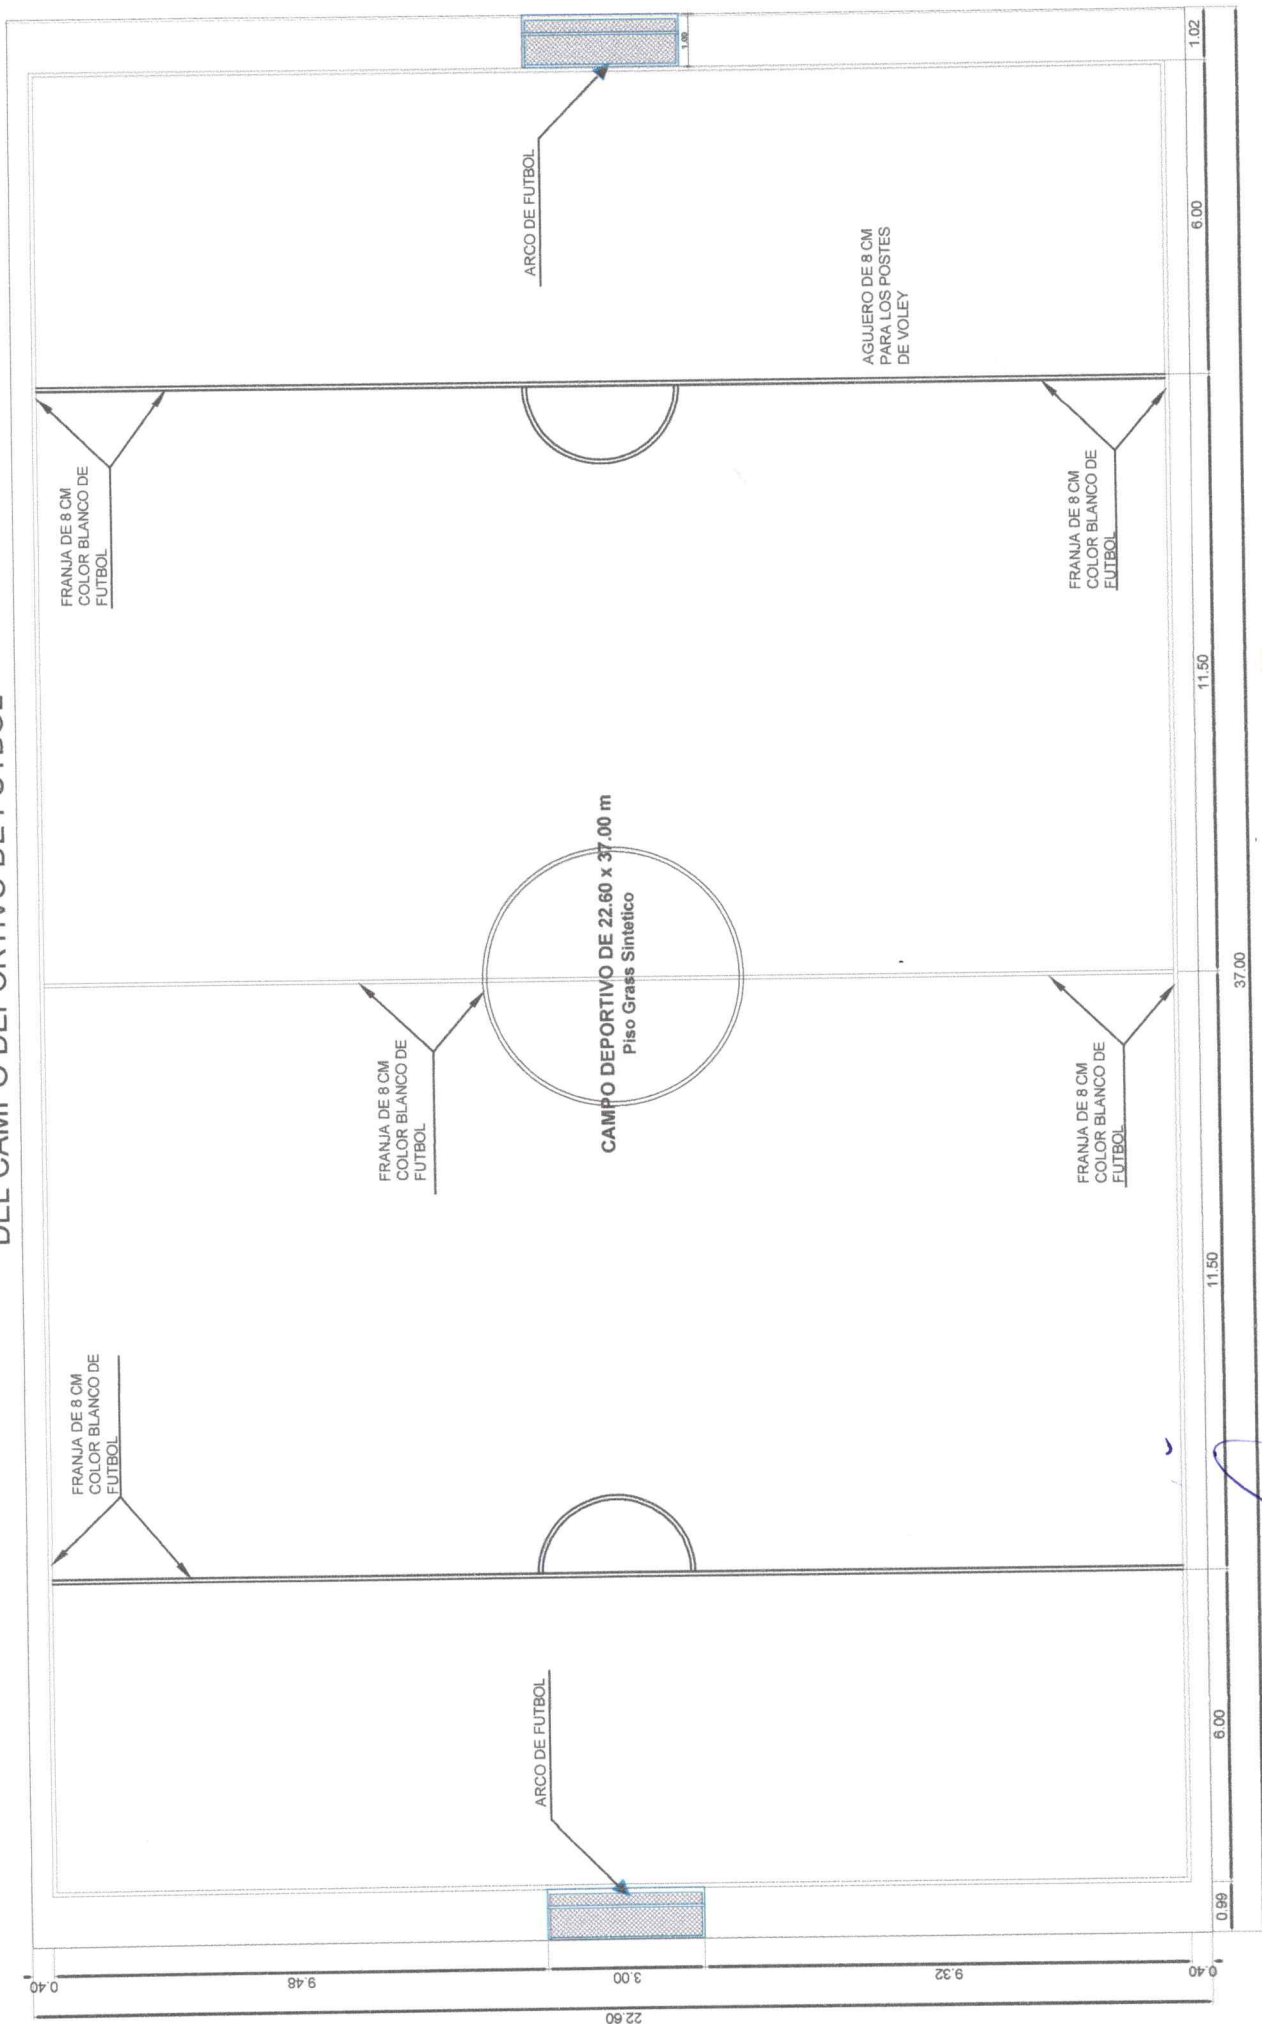 DEL CAMPO DEPORTIVO DE FUTBOL
FRANJA DE 8 CM
COLOR BLANCO DE
FUTBOL
FRANJA DE 8 CM
COLOR BLANCO DE
FUTBOL
FRANJA DE 8 CM
COLOR BLANCO DE
FUTBOL
ARCO DE FUTBOL
ARCO DE FUTBOL
1.00
CAMPO DEPORTIVO DE 22.60 x 37.00 m
Piso Grass Sintetico
AGUJERO DE 8 CM
PARA LOS POSTES
DE VOLEY
FRANJA DE 8 CM
COLOR BLANCO DE
FUTBOL
FRANJA DE 8 CM
COLOR BLANCO DE
FUTBOL
0.40
9.48
3.00
9.32
0.40
22.60
0.99
6.00
11.50
11.50
6.00
1.02
37.00